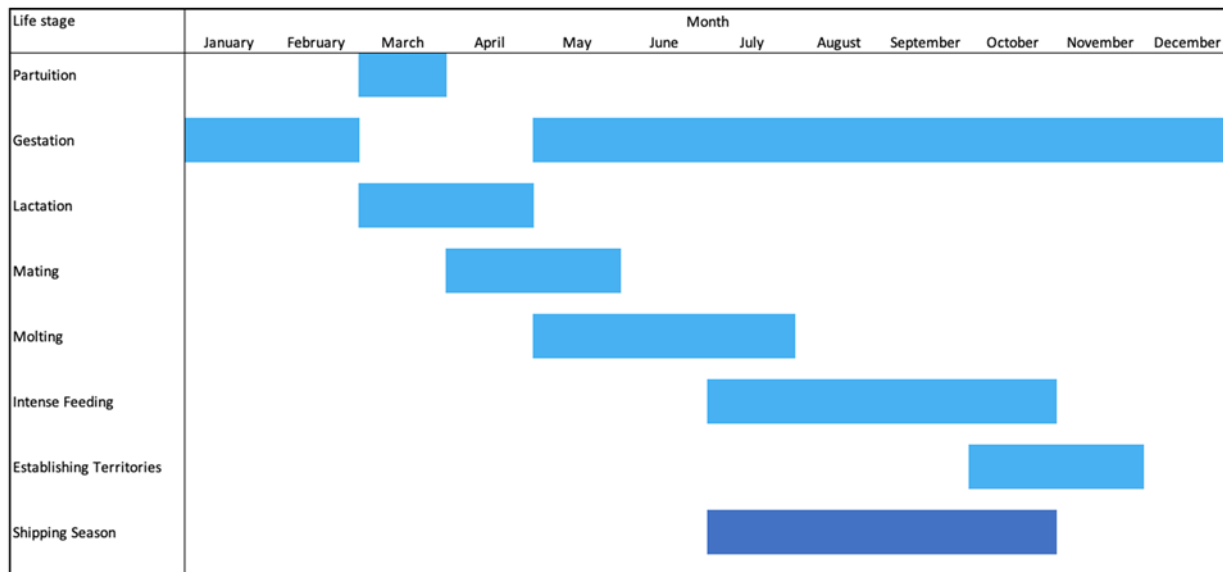 Life stage
Month
January February March April May June July August September October November December
Partuition
Gestation
Lactation
Mating
Molting
Intense Feeding
Establishing Territories
Shipping Season